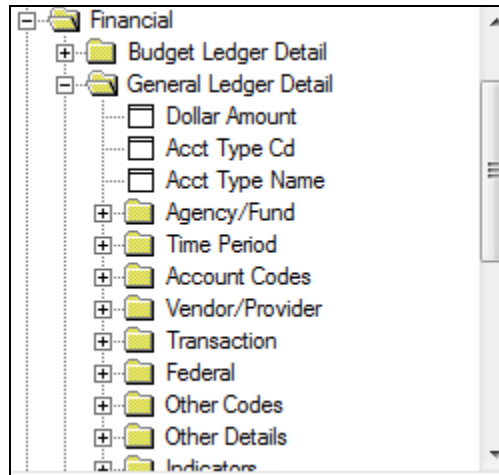 Financial
Budget Ledger Detail
General Ledger Detail
Dollar Amount
Acct Type Cd
Acct Type Name
Agency/Fund
Time Period
Account Codes
Vendor/Provider
Transaction
Federal
Other Codes
Other Details
Indicators